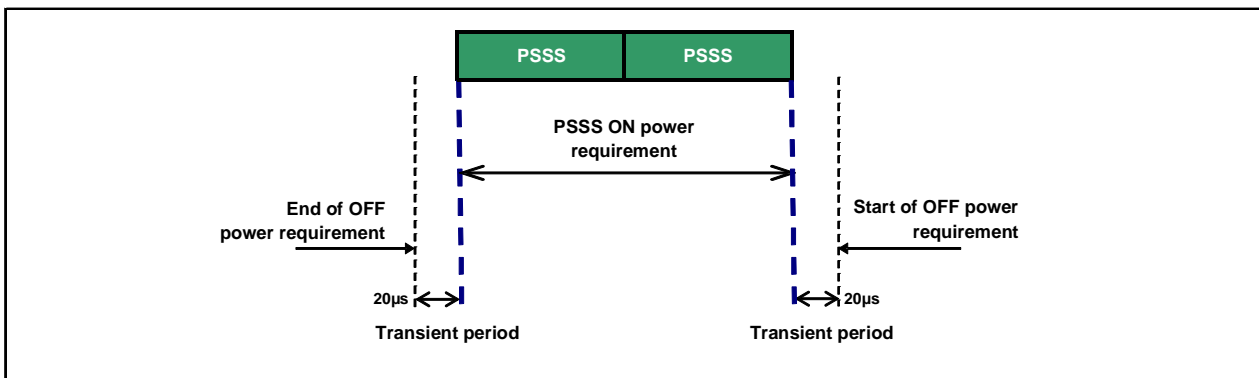 PSSS PSSS
PSSS ON power
requirement
End of OFF
power requirement
Start of OFF power
requirement
20µs
20µs
Transient period
Transient period